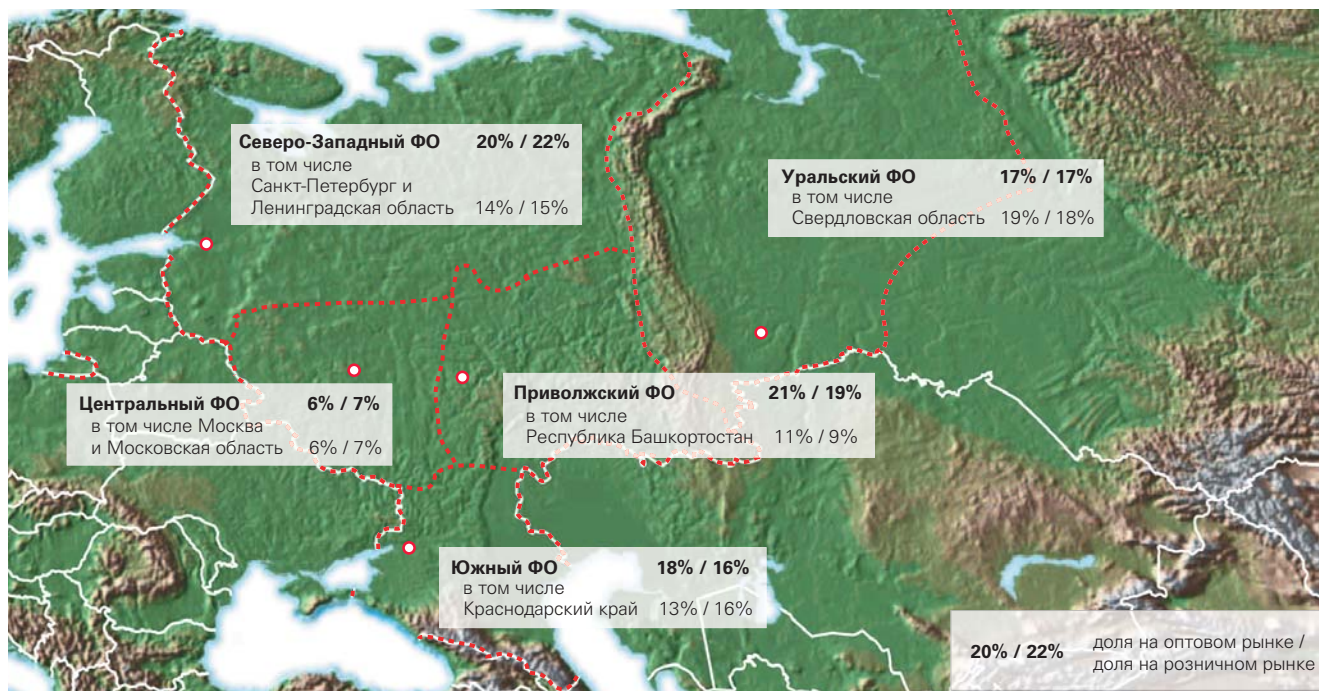 Северо-Западный ФО 20% / 22%
в том числе
Санкт-Петербург и
Ленинградская область 14% / 15%
Уральский ФО 17% / 17%
в том числе
Свердловская область 19% / 18%
Центральный ФО 6% / 7%
в том числе Москва
и Московская область 6% / 7%
Приволжский ФО 21% / 19%
в том числе
Республика Башкортостан 11% / 9%
Южный ФО 18% / 16%
в том числе
Краснодарский край 13% / 16%
20% / 22% доля на оптовом рынке /
доля на розничном рынке